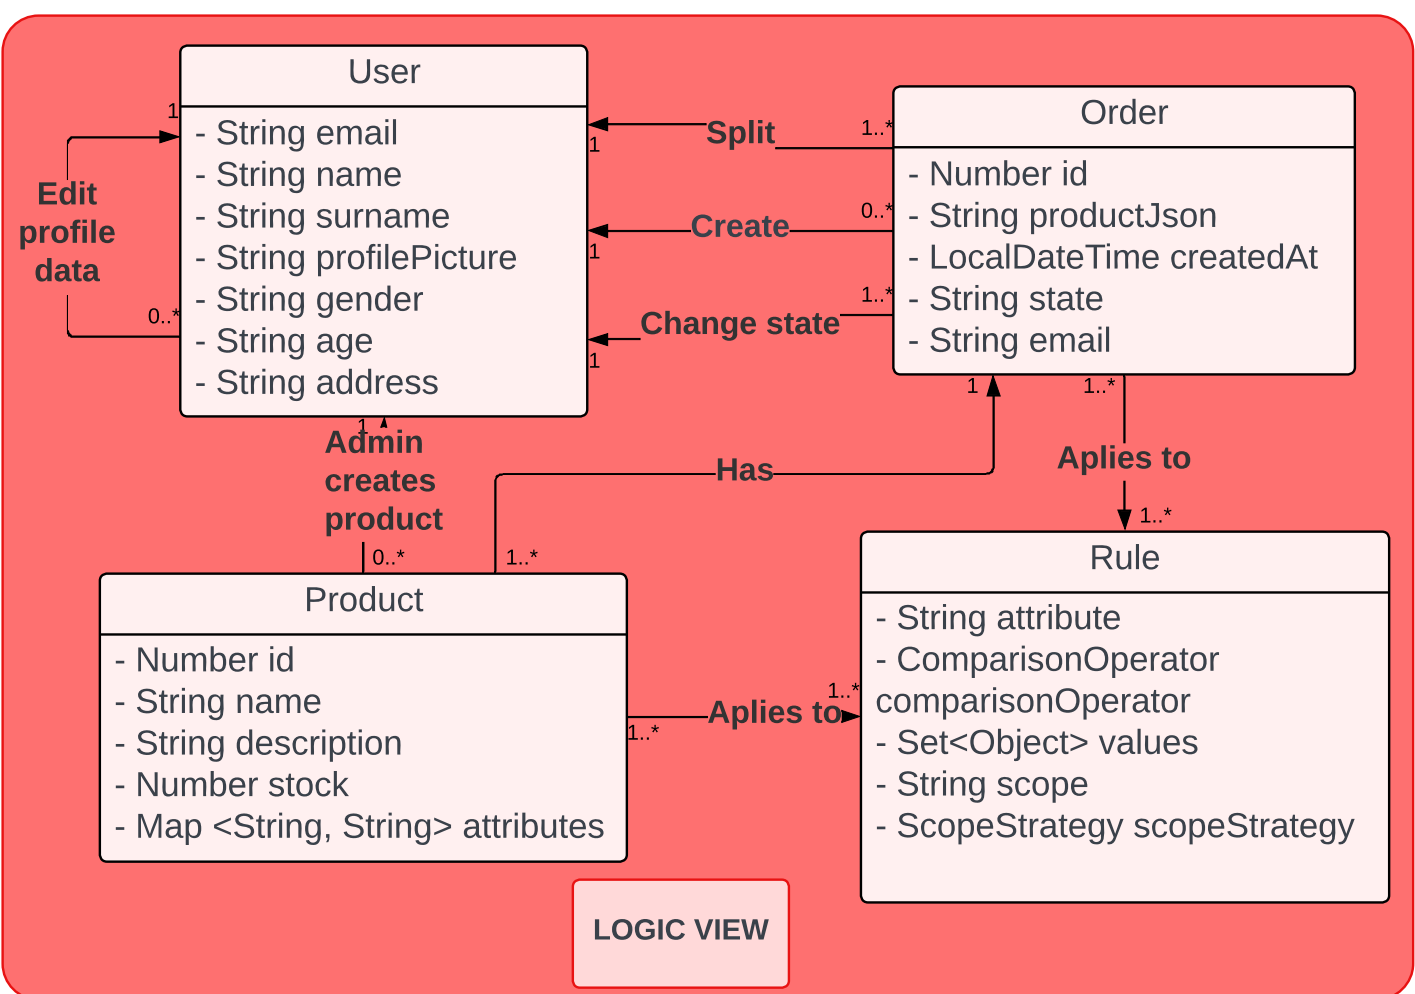 User
- String email
- String name
- String surname
- String profilePicture
- String gender
- String age
- String address
1
Edit
profile
data
0..*
1
Split
1..*
1
Create
0..*
1
Change state
1..*
Order
- Number id
- String productJson
- LocalDateTime createdAt
- String state
- String email
1
Admin
creates
product
0..*
1
Has
1..*
1..*
Aplies to
1..*
Product
- Number id
- String name
- String description
- Number stock
- Map <String, String> attributes
1..*
Aplies to
1..*
Rule
- String attribute
- ComparisonOperator
comparisonOperator
- Set<Object> values
- String scope
- ScopeStrategy scopeStrategy
LOGIC VIEW